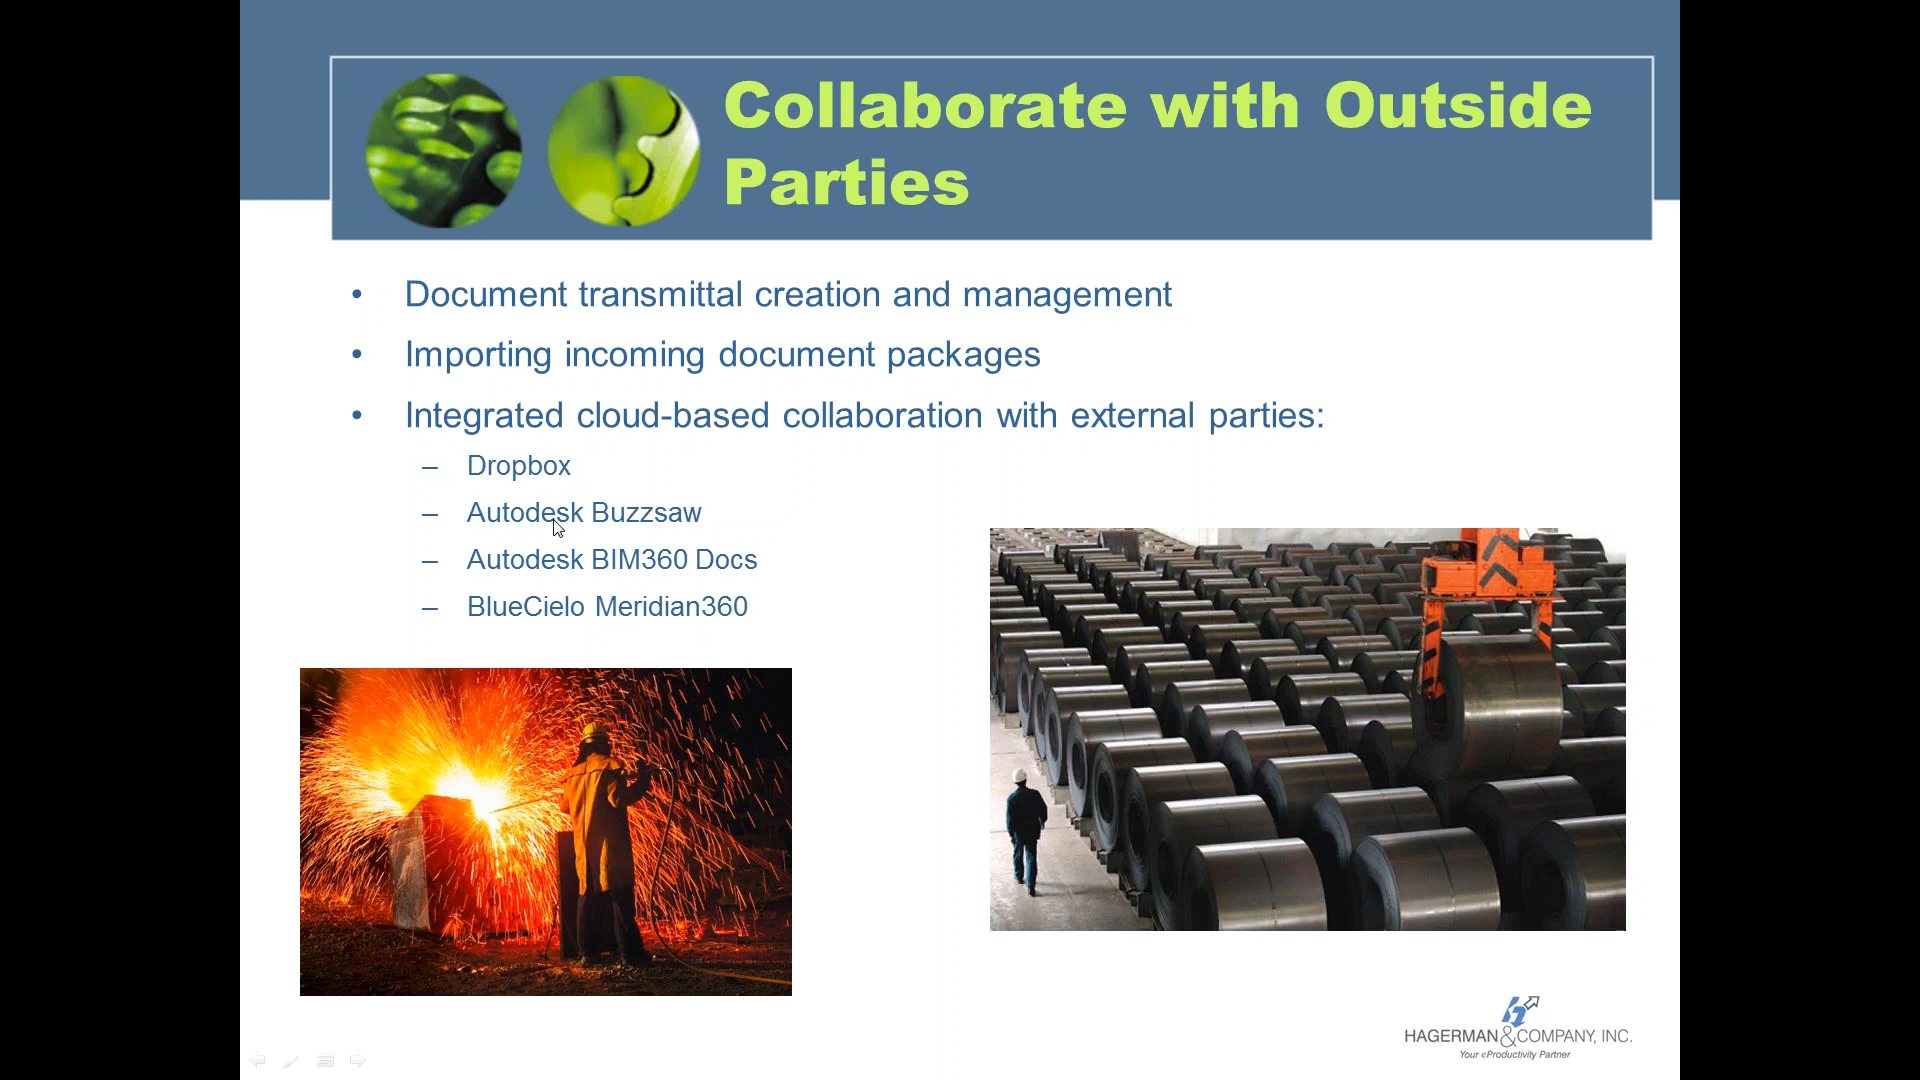 Collaborate with Outside
Parties
• Document transmittal creation and management
• Importing incoming document packages
• Integrated cloud-based collaboration with external parties:
– Dropbox
– Autodesk Buzzsaw
– Autodesk BIM360 Docs
– BlueCielo Meridian360
HAGERMAN&COMPANY, INC.
Your eProductivity Partner